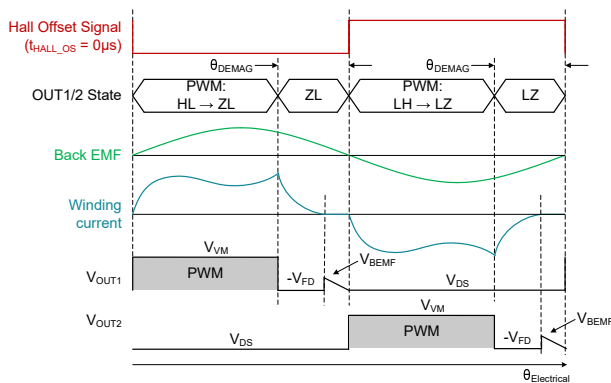 Hall Offset Signal
(tHALL_OS = 0µs)
θDEMAG
θDEMAG
OUT1/2 State
PWM:
HL → ZL
ZL
PWM:
LH → LZ
LZ
Back EMF
Winding
current
VVM
VBEMF
VOUT1
PWM
-VFD
VDS
VOUT2
VVM
VBEMF
VDS
PWM
-VFD
θElectrical